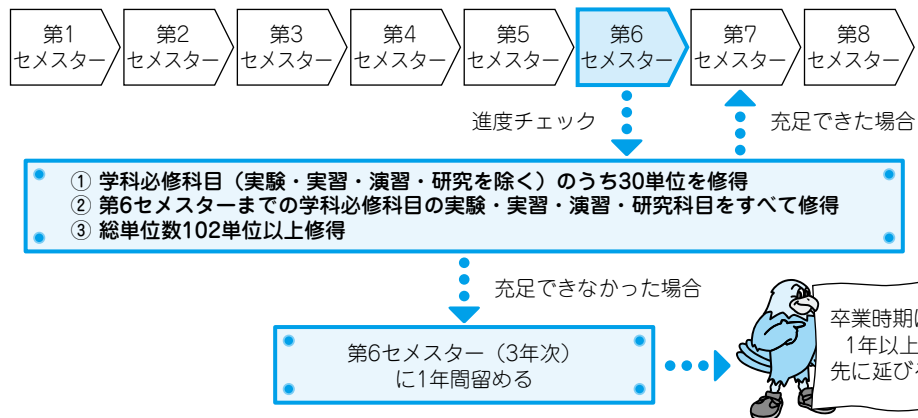 第1
セメスター
第2
セメスター
第3
セメスター
第4
セメスター
第5
セメスター
第6
セメスター
第7
セメスター
第8
セメスター
進度チェック
充足できた場合
① 学科必修科目（実験・実習・演習・研究を除く）のうち30単位を修得
② 第6セメスターまでの学科必修科目の実験・実習・演習・研究科目をすべて修得
③ 総単位数102単位以上修得
充足できなかった場合
第6セメスター（3年次）
に1年間留める
卒業時期
1年以上
先に延び